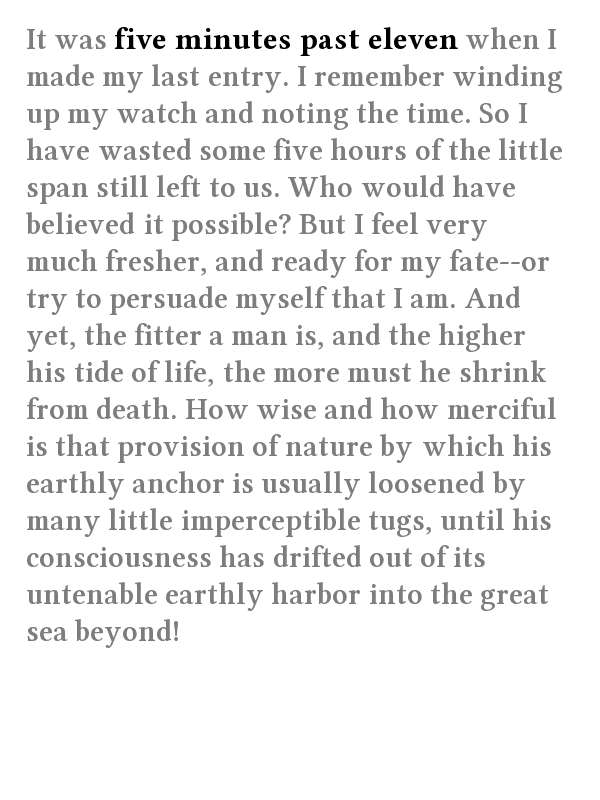 It was five minutes past eleven when I
made my last entry. I remember winding
up my watch and noting the time. So I
have wasted some five hours of the little
span still left to us. Who would have
believed it possible? But I feel very
much fresher, and ready for my fate--or
try to persuade myself that I am. And
yet, the fitter a man is, and the higher
his tide of life, the more must he shrink
from death. How wise and how merciful
is that provision of nature by which his
earthly anchor is usually loosened by
many little imperceptible tugs, until his
consciousness has drifted out of its
untenable earthly harbor into the great
sea beyond!